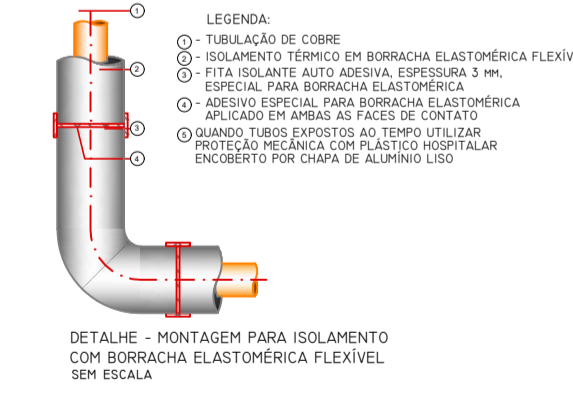 LEGENDA:
1 - TUBULAÇÃO DE COBRE
2 - ISOLAMENTO TÉRMICO EM BORRACHA ELASTOMÉRICA FLEXÍV
3 - FITA ISOLANTE AUTO ADESIVA, ESPESSURA 3 MM,
ESPECIAL PARA BORRACHA ELASTOMÉRICA
4 - ADESIVO ESPECIAL PARA BORRACHA ELASTOMÉRICA
APLICADO EM AMBAS AS FACES DE CONTATO
5 QUANDO TUBOS EXPOSTOS AO TEMPO UTILIZAR
PROTEÇÃO MECÂNICA COM PLÁSTICO HOSPITALAR
ENCOBERTO POR CHAPA DE ALUMÍNIO LISO
1
2
3
4
DETALHE - MONTAGEM PARA ISOLAMENTO
COM BORRACHA ELASTOMÉRICA FLEXÍVEL
SEM ESCALA